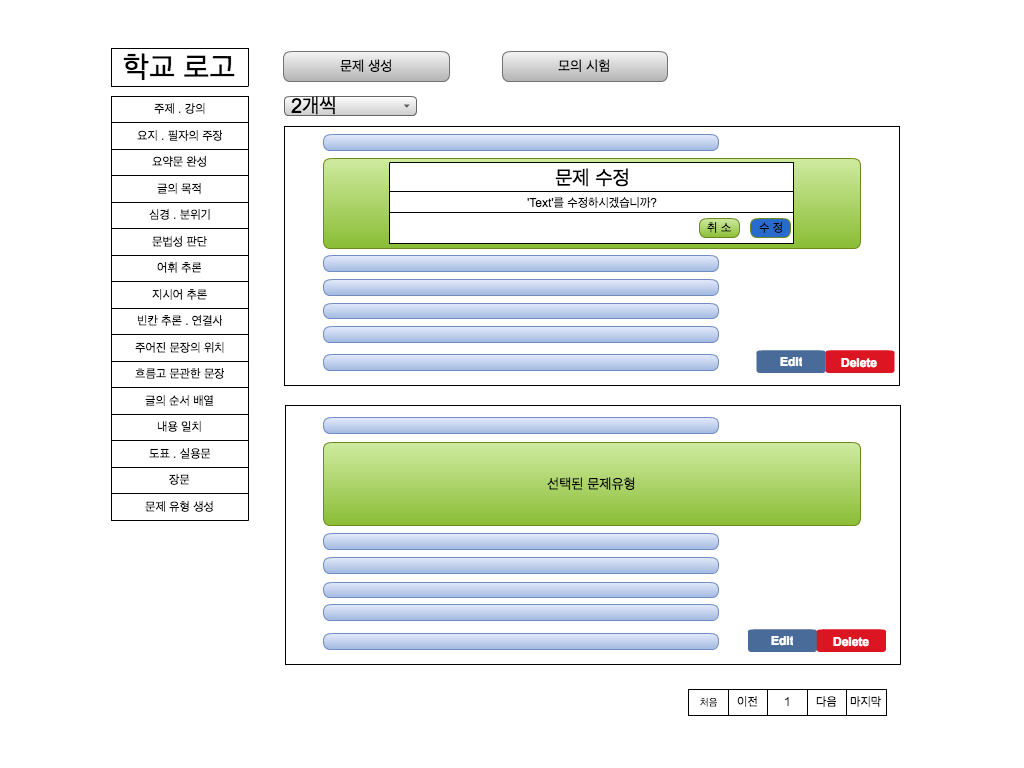 학교 로고
문제 생성
모의 시험
2개씩
주제 . 강의
요지 . 필자의 주장
요약문 완성
글의 목적
심경 . 분위기
문법성 판단
어휘 추론
지시어 추론
빈칸 추론 . 연결사
주어진 문장의 위치
흐름고 문관한 문장
글의 순서 배열
내용 일치
도표 . 실용문
장문
문제 유형 생성
문제 수정
'Text'를 수정하시겠습니까?
취 소
수 정
Edit
Delete
선택된 문제유형
Edit
Delete
처음
이전
1
다음
마지막